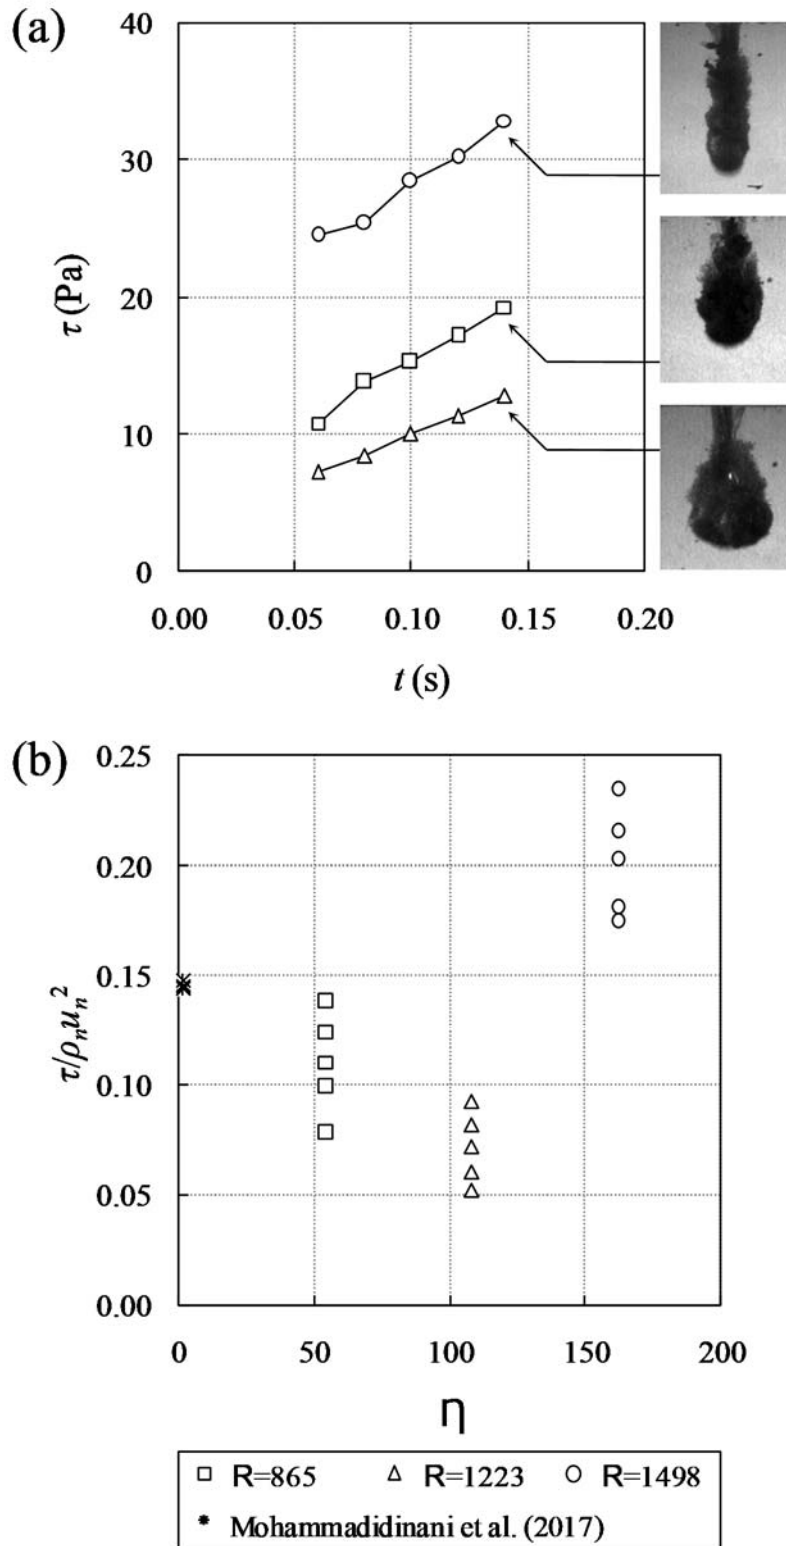 (a)
40
30
20
10
0
τ (Pa)
0.00 0.05 0.10 0.15 0.20
t (s)
(b)
0.25
0.20
0.15
0.10
0.05
0.00
τ/ρₙuₙ²
0 50 100 150 200
η
R=865 R=1223 R=1498
Mohammadidinani et al. (2017)